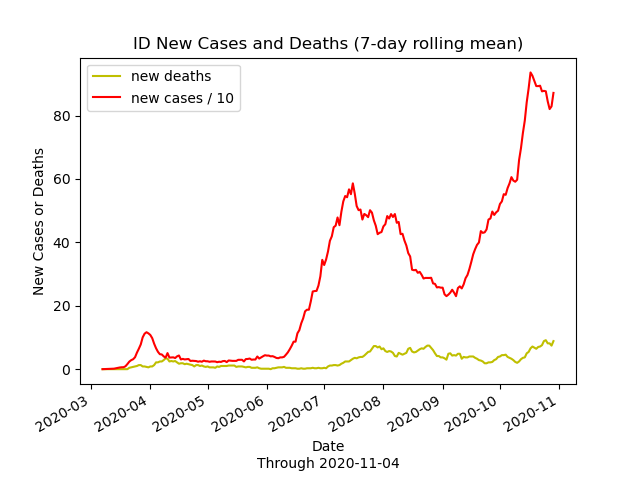 ID New Cases and Deaths (7-day rolling mean)
new deaths
new cases / 10
New Cases or Deaths
80
60
40
20
0
2020-03
2020-04
2020-05
2020-06
2020-07
2020-08
2020-09
2020-10
2020-11
Date
Through 2020-11-04